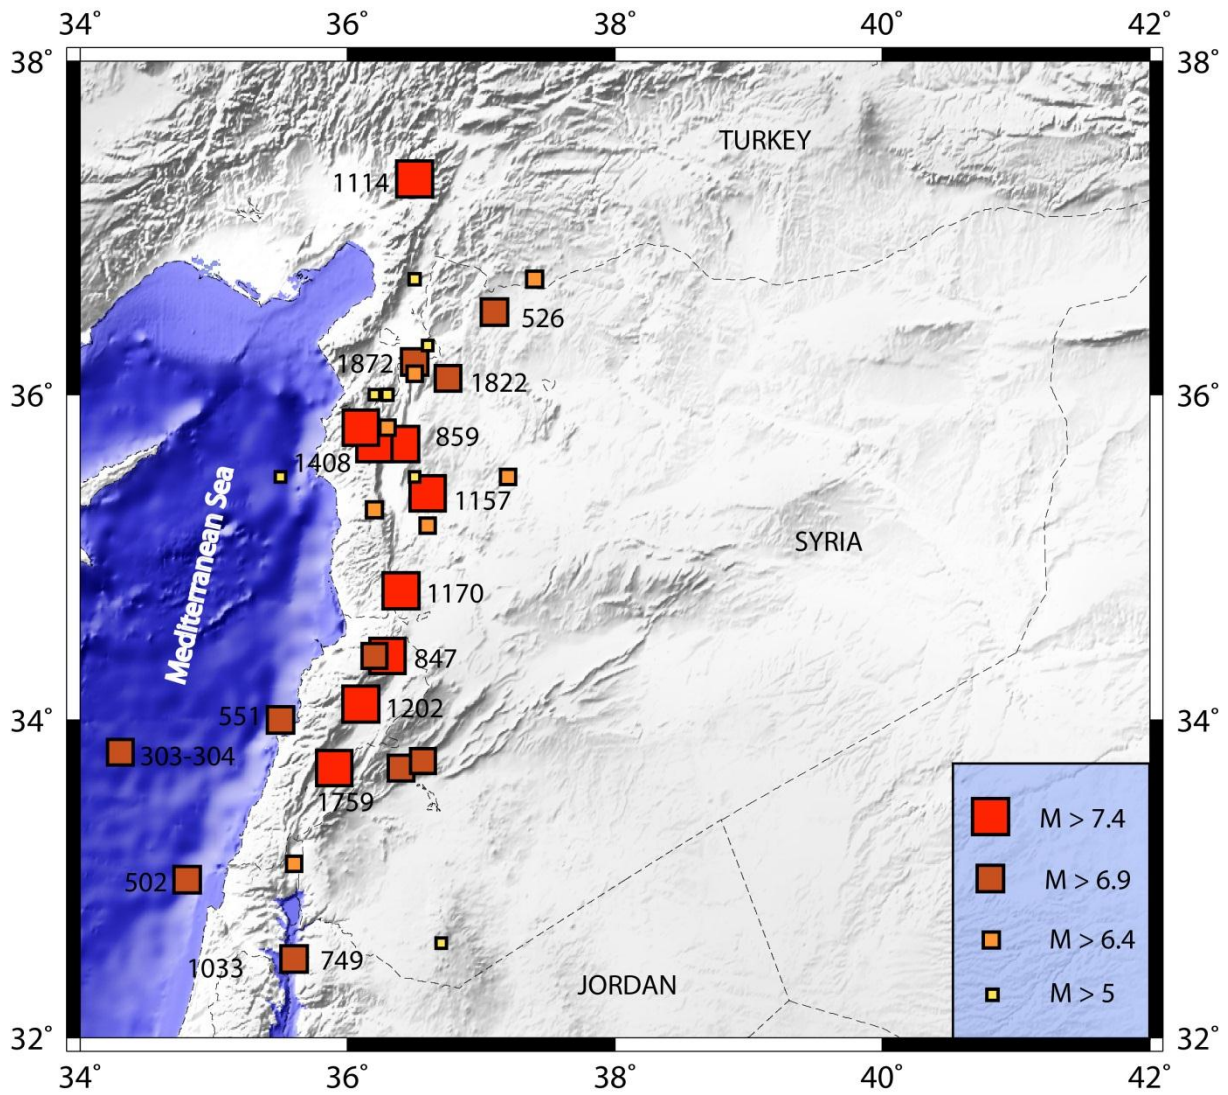 34° 36° 38° 40° 42°
38° 38°
TURKEY
1114
526
1872
1822
36° 36°
859
1408
1157
Mediterranean Sea
SYRIA
1170
847
551
1202
34° 34°
303-304
1759
M > 7.4
502
M > 6.9
M > 6.4
1033
749
JORDAN
M > 5
32° 32°
34° 36° 38° 40° 42°